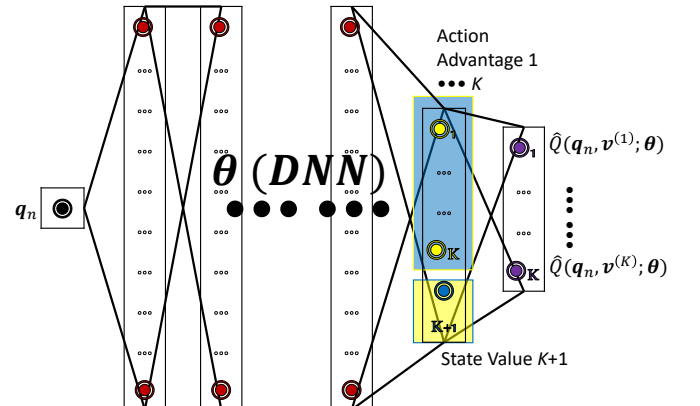 Action
Advantage 1
••• K
1
K
K+1
State Value K+1
θ (DNN)
q_n
1
K
Q̂(q_n, v^(1); θ)
Q̂(q_n, v^(K); θ)